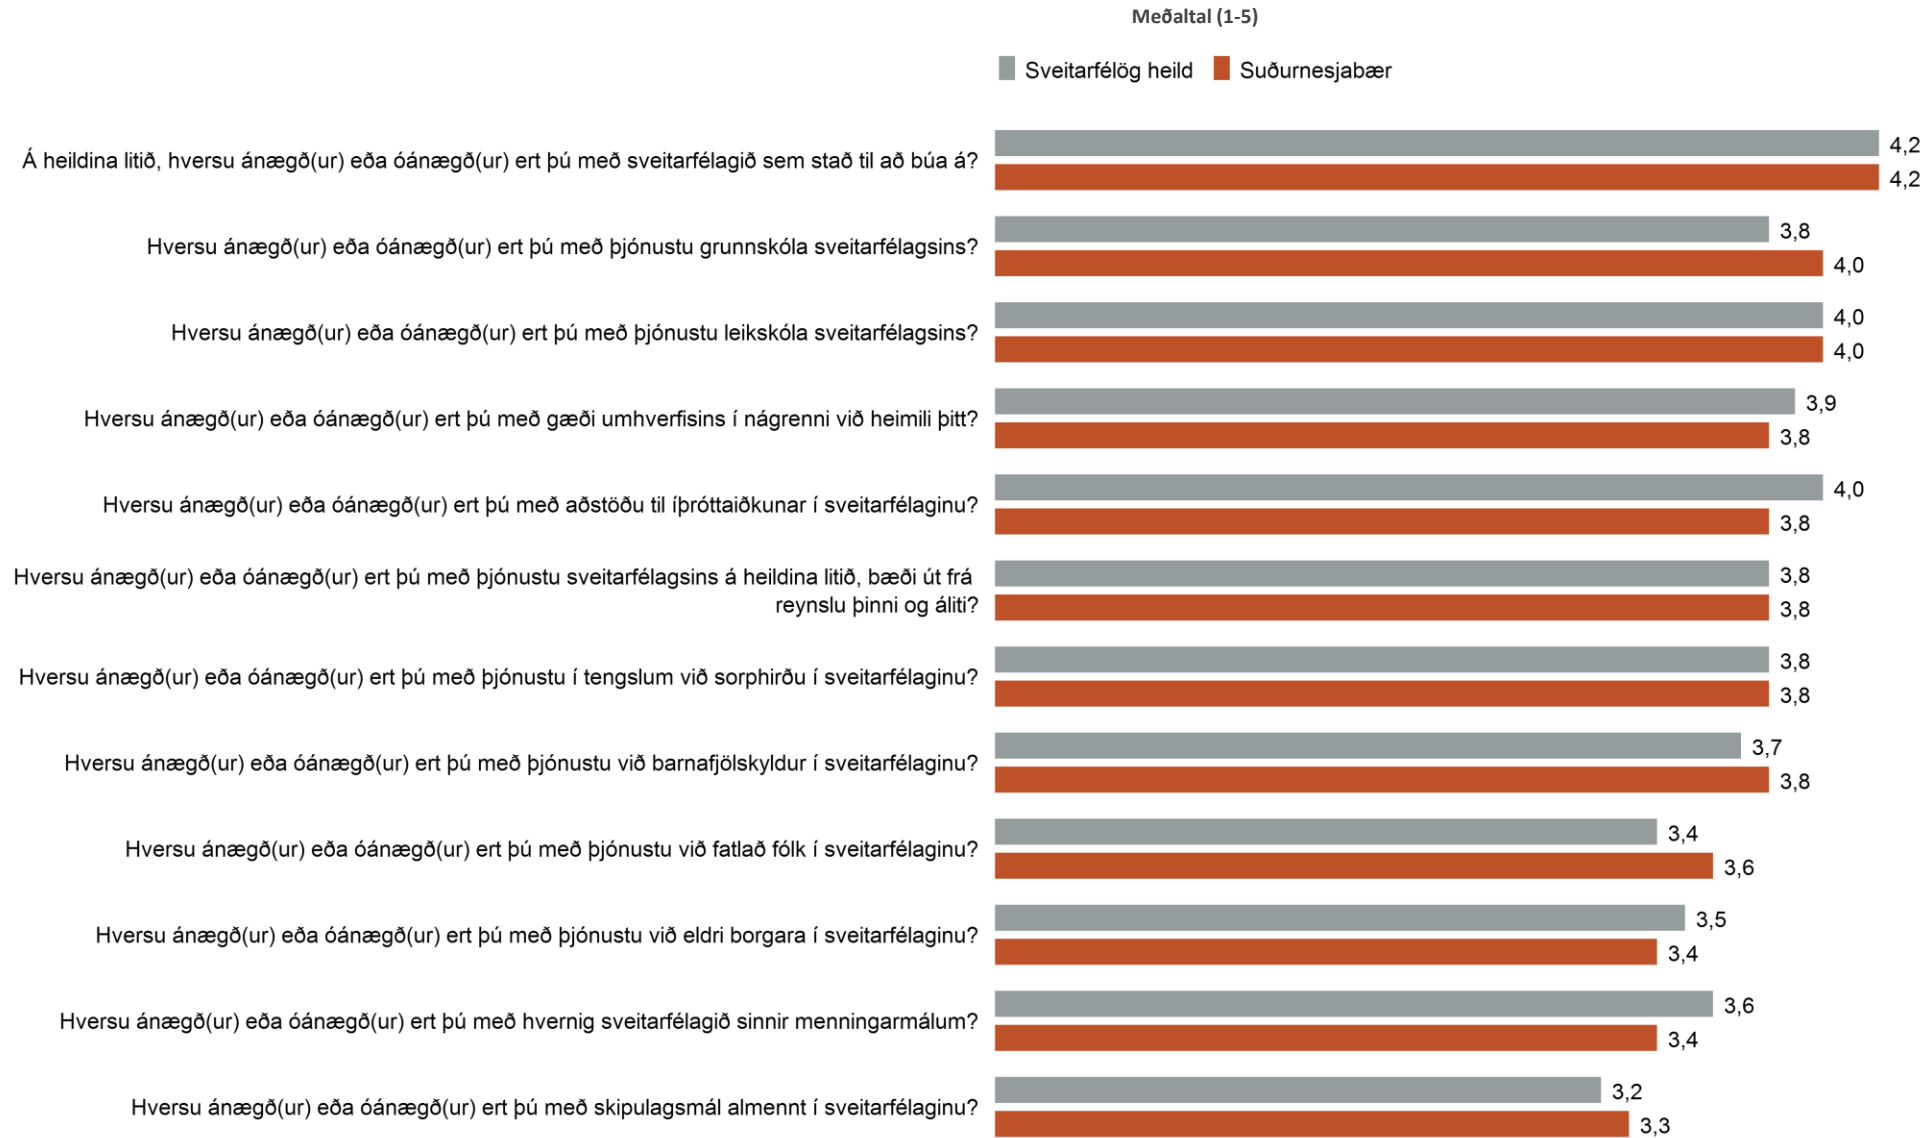 Meðaltal (1-5)
Sveitarfélög heild Suðurnesjabær
Á heildina litið, hversu ánægð(ur) eða óánægð(ur) ert þú með sveitarfélagið sem stað til að búa á?
4,2
4,2
Hversu ánægð(ur) eða óánægð(ur) ert þú með þjónustu grunnskóla sveitarfélagsins?
3,8
4,0
Hversu ánægð(ur) eða óánægð(ur) ert þú með þjónustu leikskóla sveitarfélagsins?
4,0
4,0
Hversu ánægð(ur) eða óánægð(ur) ert þú með gæði umhverfisins í nágrenni við heimili þitt?
3,9
3,8
Hversu ánægð(ur) eða óánægð(ur) ert þú með aðstöðu til íþróttaiðkunar í sveitarfélaginu?
4,0
3,8
Hversu ánægð(ur) eða óánægð(ur) ert þú með þjónustu sveitarfélagsins á heildina litið, bæði út frá
reynslu þinni og áliti?
3,8
3,8
Hversu ánægð(ur) eða óánægð(ur) ert þú með þjónustu í tengslum við sorphirðu í sveitarfélaginu?
3,8
3,8
Hversu ánægð(ur) eða óánægð(ur) ert þú með þjónustu við barnafjölskyldur í sveitarfélaginu?
3,7
3,8
Hversu ánægð(ur) eða óánægð(ur) ert þú með þjónustu við fatlað fólk í sveitarfélaginu?
3,4
3,6
Hversu ánægð(ur) eða óánægð(ur) ert þú með þjónustu við eldri borgara í sveitarfélaginu?
3,5
3,4
Hversu ánægð(ur) eða óánægð(ur) ert þú með hvernig sveitarfélagið sinnir menningarmálum?
3,6
3,4
Hversu ánægð(ur) eða óánægð(ur) ert þú með skipulagsmál almennt í sveitarfélaginu?
3,2
3,3